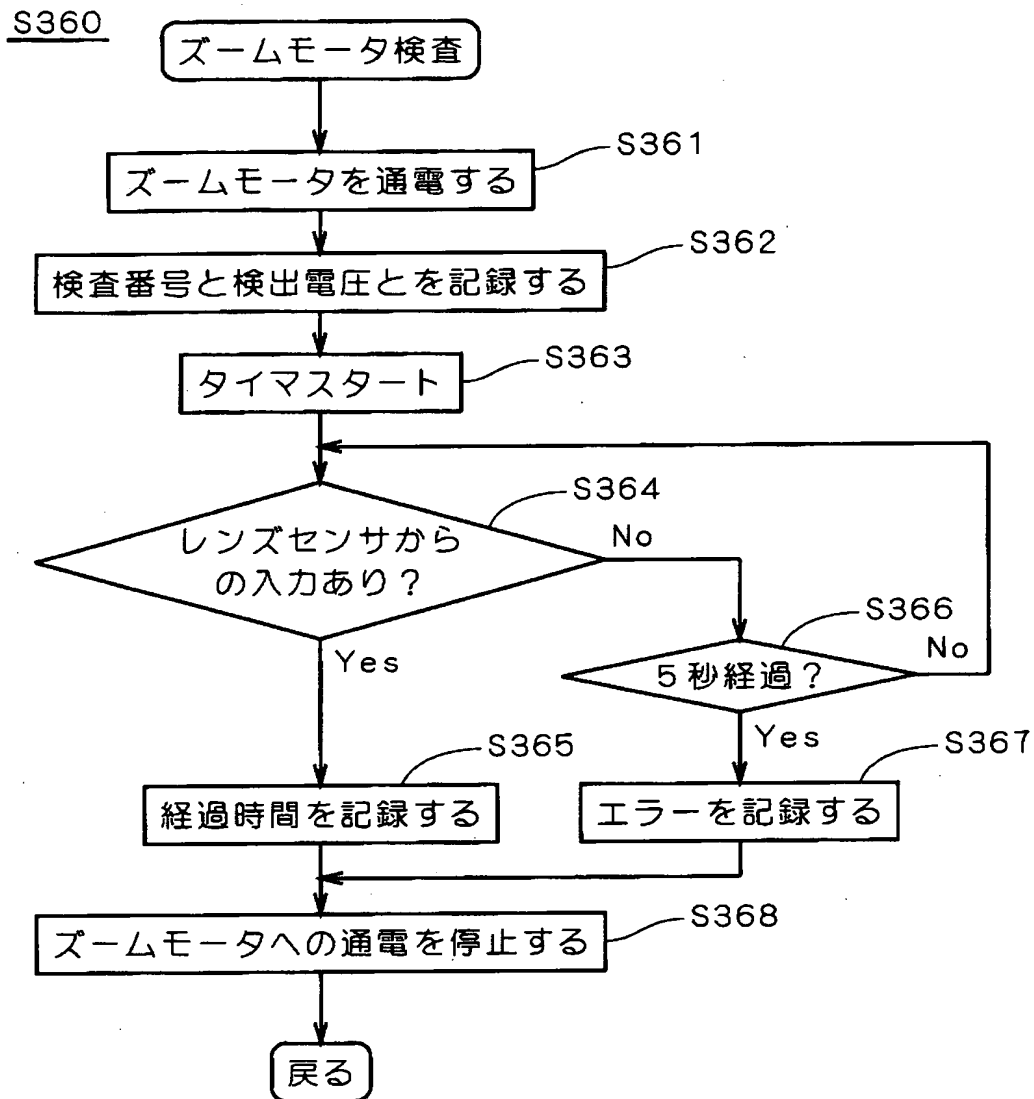 S360
ズームモータ検査
S361
ズームモータを通電する
S362
検査番号と検出電圧とを記録する
S363
タイマスタート
S364
レンズセンサから
の入力あり？
No
S366
5秒経過？
No
Yes
Yes
S365
経過時間を記録する
S367
エラーを記録する
S368
ズームモータへの通電を停止する
戻る